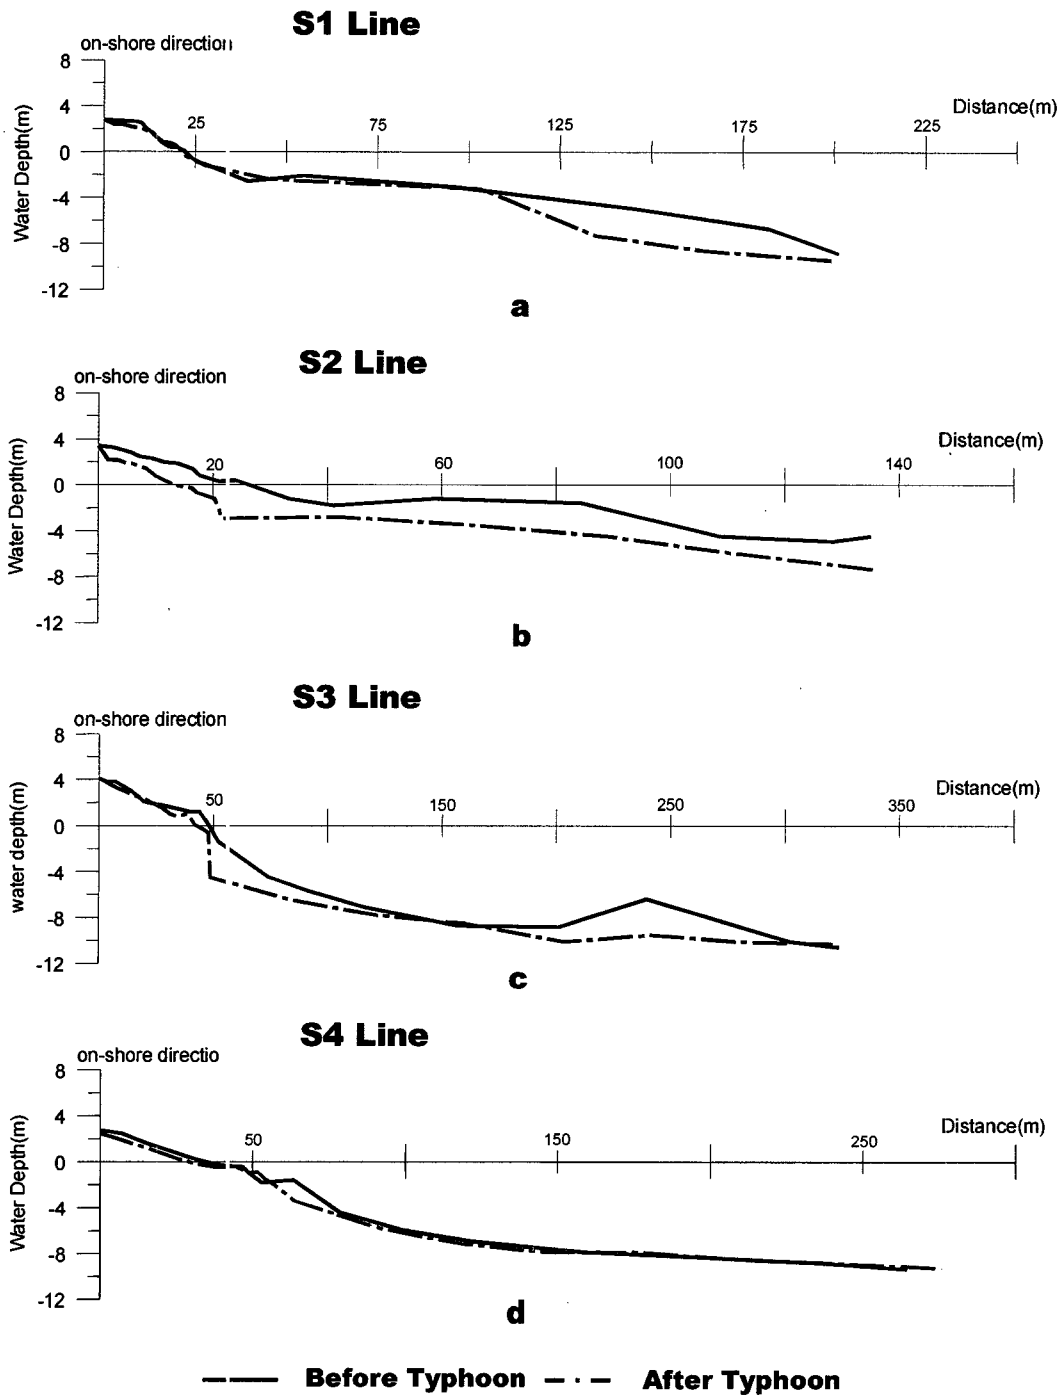 S1 Line
on-shore direction
8
Distance(m)
4
25 75 125 175 225
0
-4
-8
-12
Water Depth(m)
a
S2 Line
on-shore direction
8
Distance(m)
4
20 60 100 140
0
-4
-8
-12
Water Depth(m)
b
S3 Line
on-shore direction
8
Distance(m)
4
50 150 250 350
0
-4
-8
-12
water depth(m)
c
S4 Line
on-shore directio
8
Distance(m)
4
50 150 250
0
-4
-8
-12
Water Depth(m)
d
Before Typhoon After Typhoon